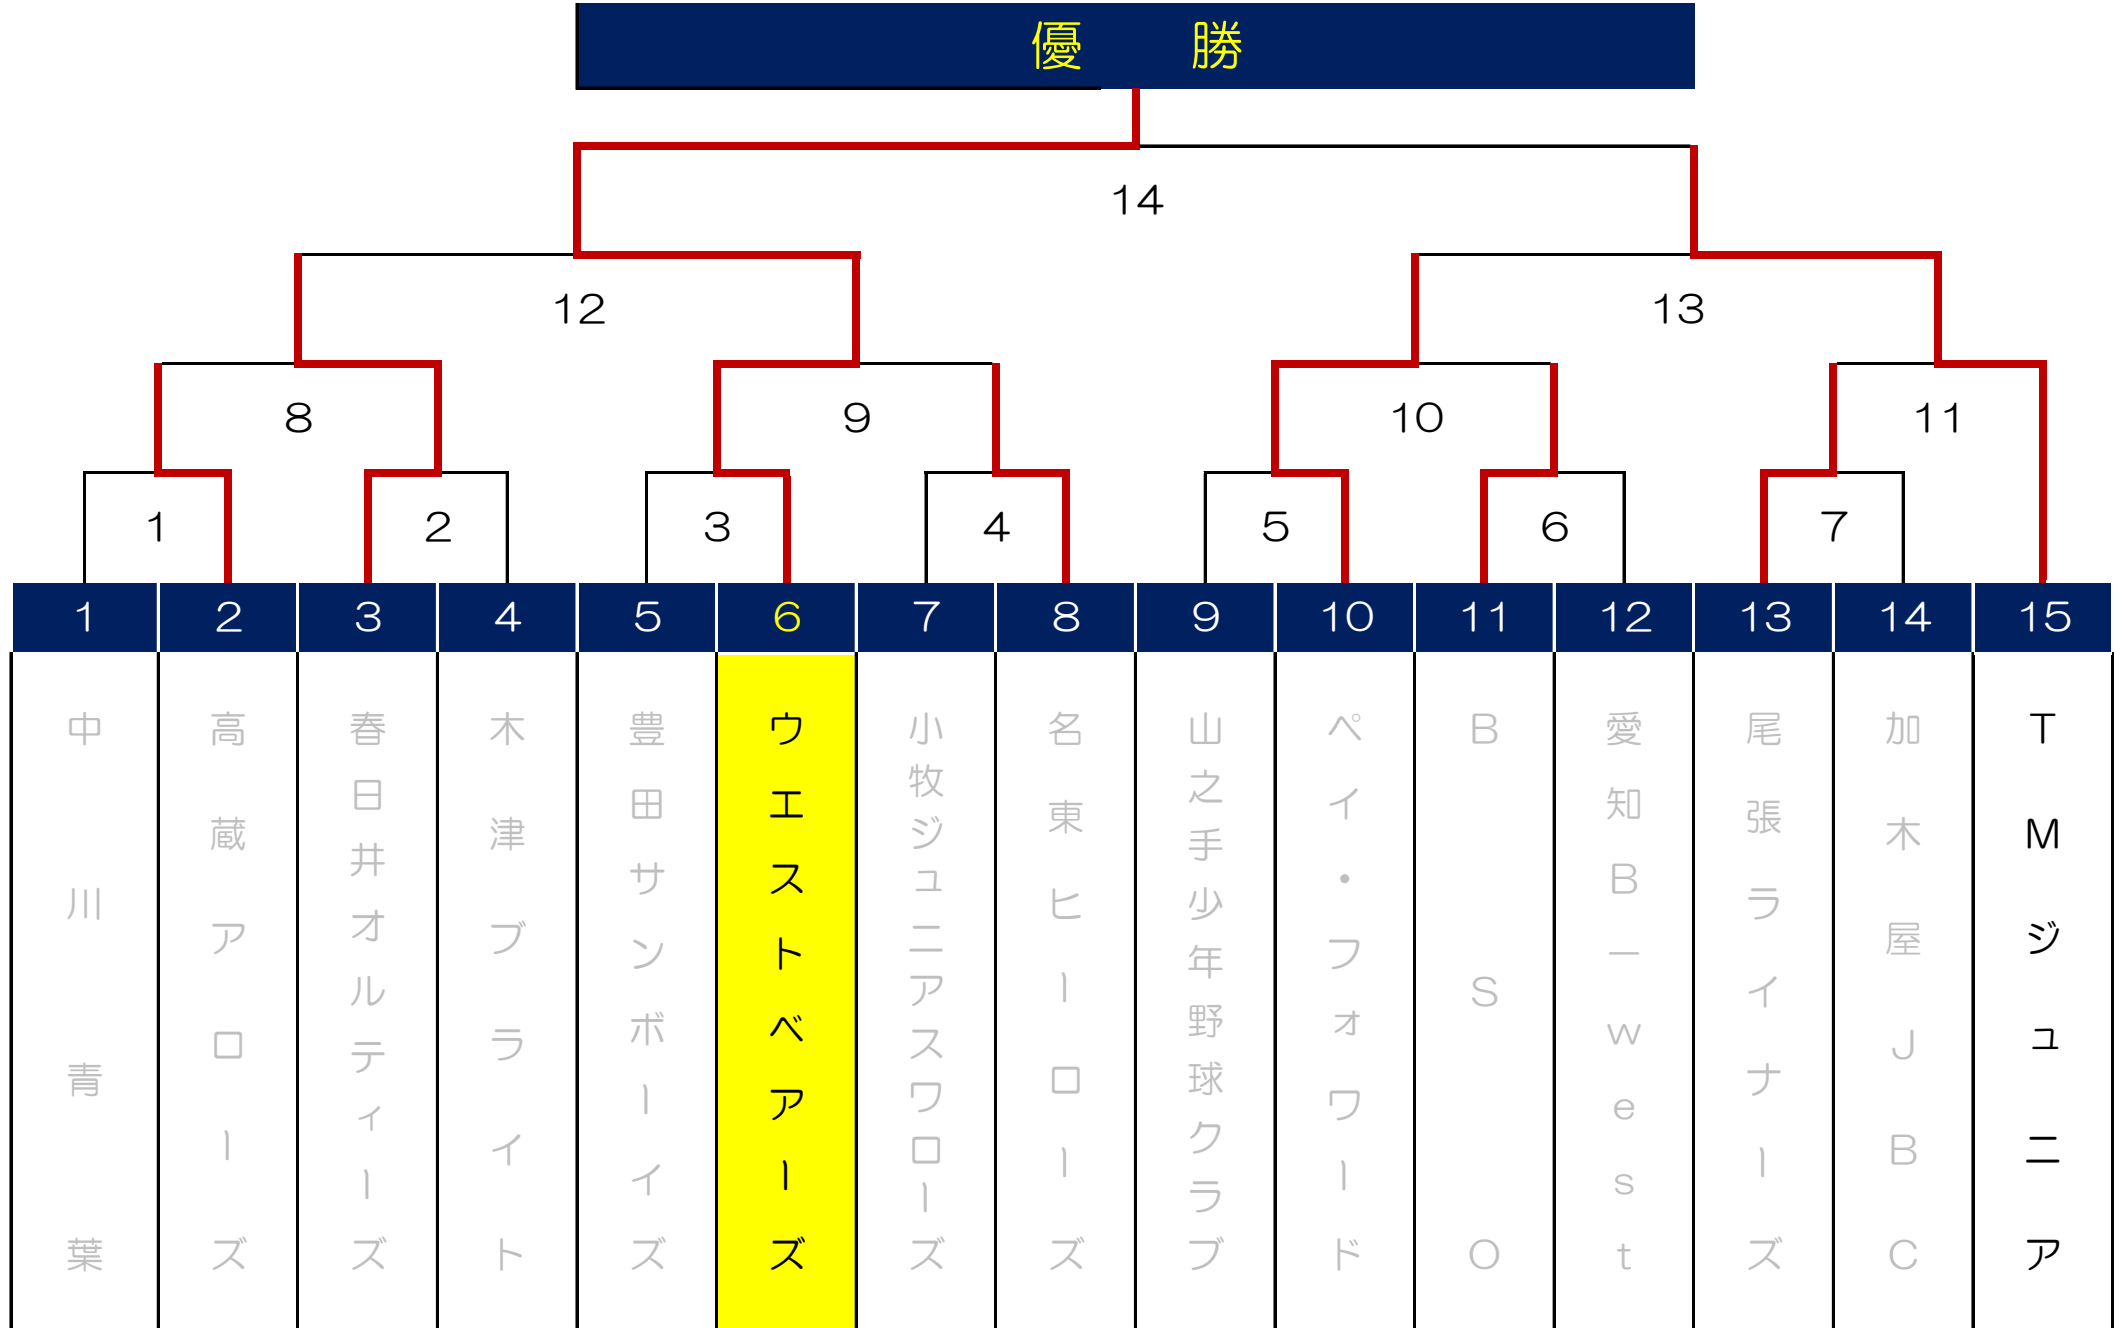 優　勝
14
12 13
8 9 10 11
1 2 3 4 5 6 7
1 2 3 4 5 6 7 8 9 10 11 12 13 14 15
中川青葉
高蔵アローズ
春日井オルティーズ
木津ブライト
豊田サンボーイズ
ウエストベアーズ
小牧ジュニアスワローズ
名東ヒーローズ
山之手少年野球クラブ
ペイ・フォワード
BSO
愛知B－west
尾張ライナーズ
加木屋JBC
TMジュニア